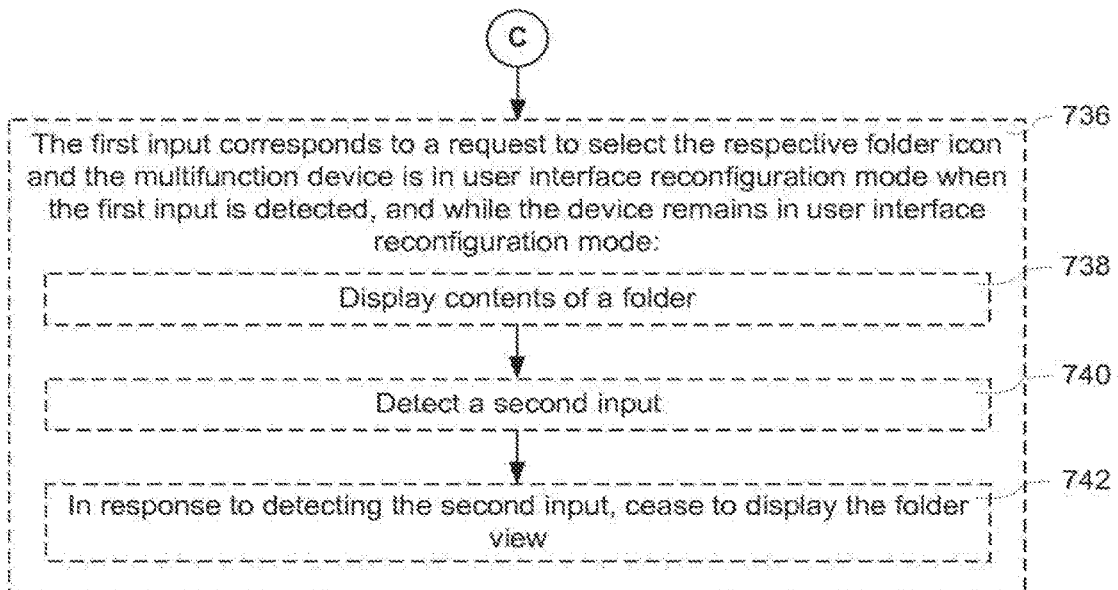 C
736
The first input corresponds to a request to select the respective folder icon
and the multifunction device is in user interface reconfiguration mode when
the first input is detected, and while the device remains in user interface
reconfiguration mode:
738
Display contents of a folder
740
Detect a second input
742
In response to detecting the second input, cease to display the folder
view